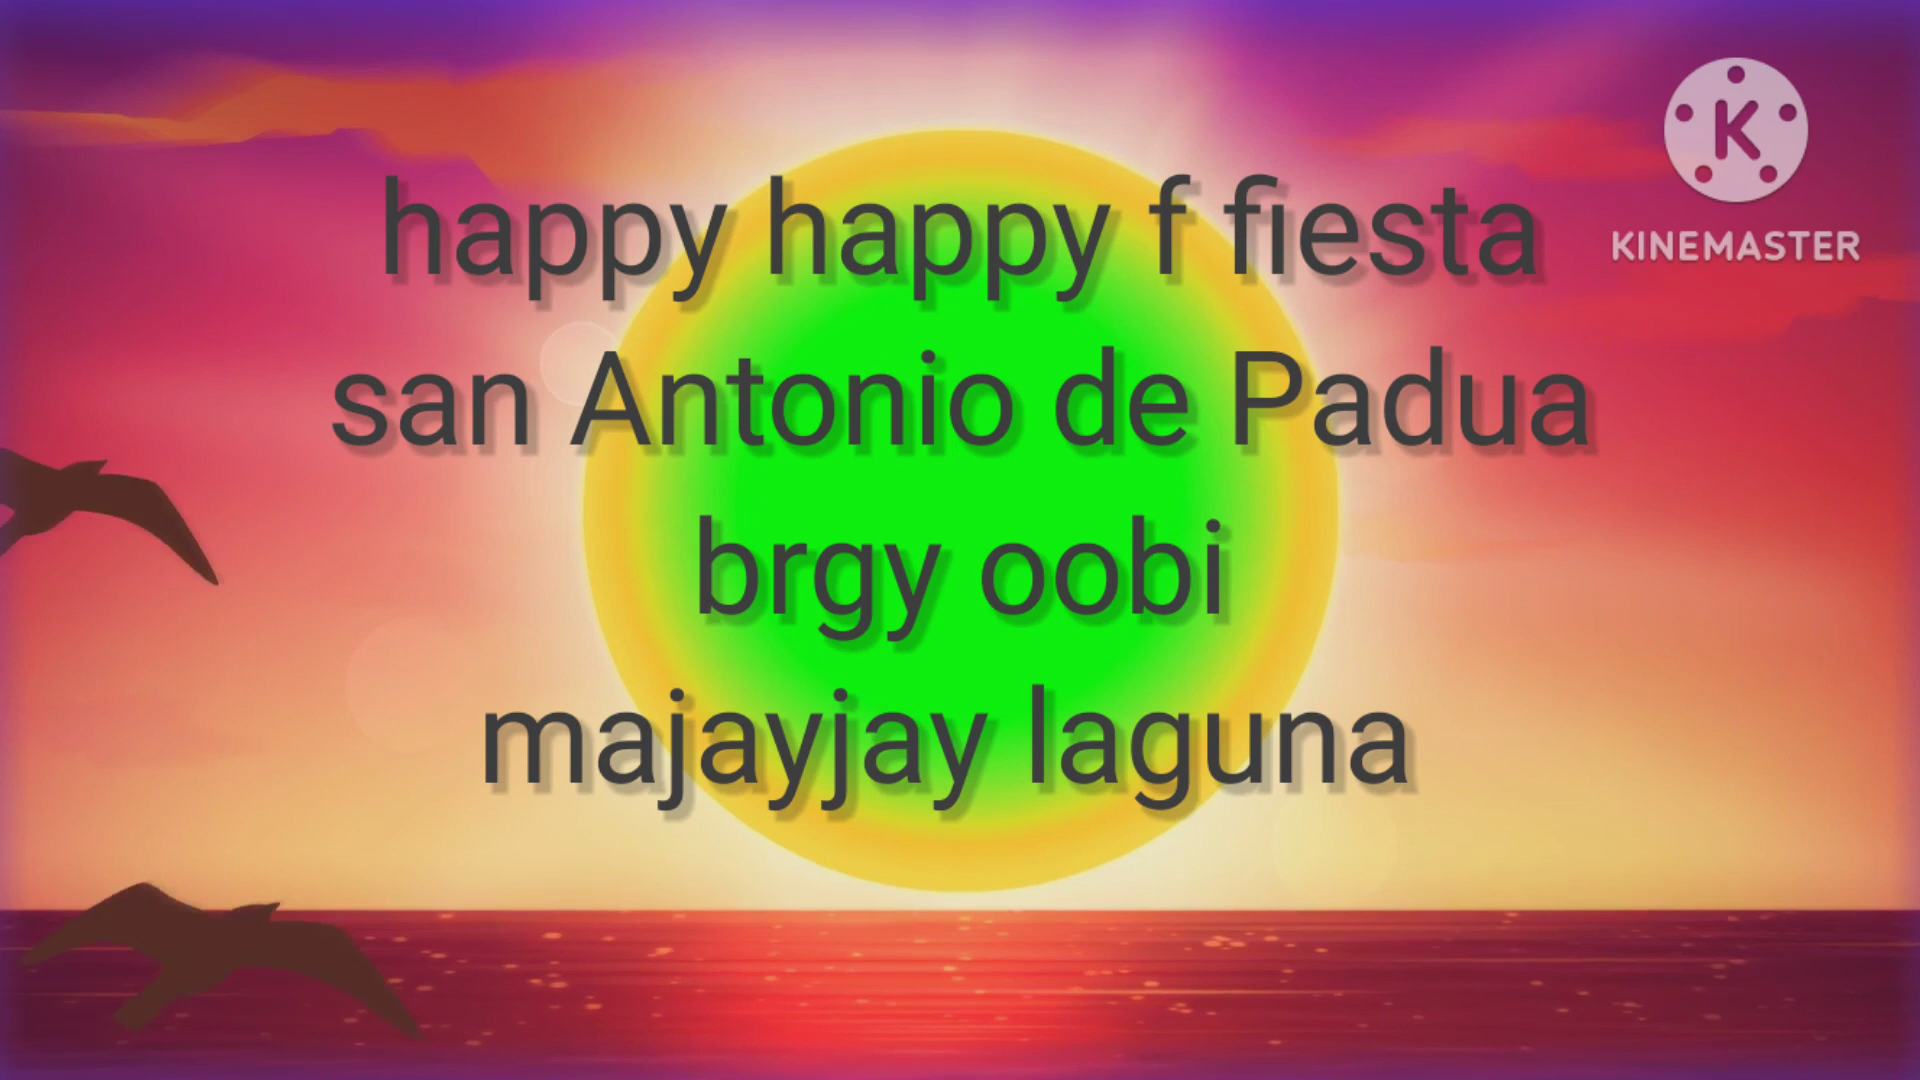 happy happy f fiesta
san Antonio de Padua
brgy oobi
majayjay laguna
K
KINEMASTER